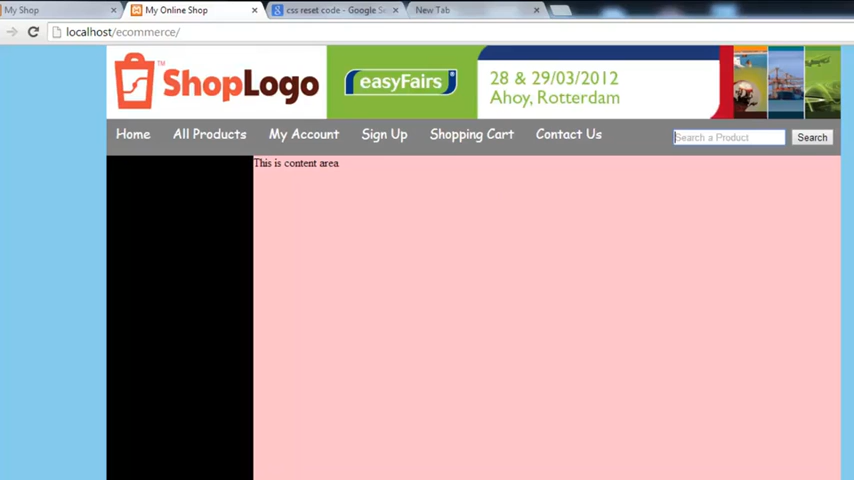 My Shop
My Online Shop
css reset code - Google Se
New Tab
localhost/ecommerce/
ShopLogo
TM
easyFairs
28 & 29/03/2012
Ahoy, Rotterdam
Home
All Products
My Account
Sign Up
Shopping Cart
Contact Us
Search a Product
Search
This is content area